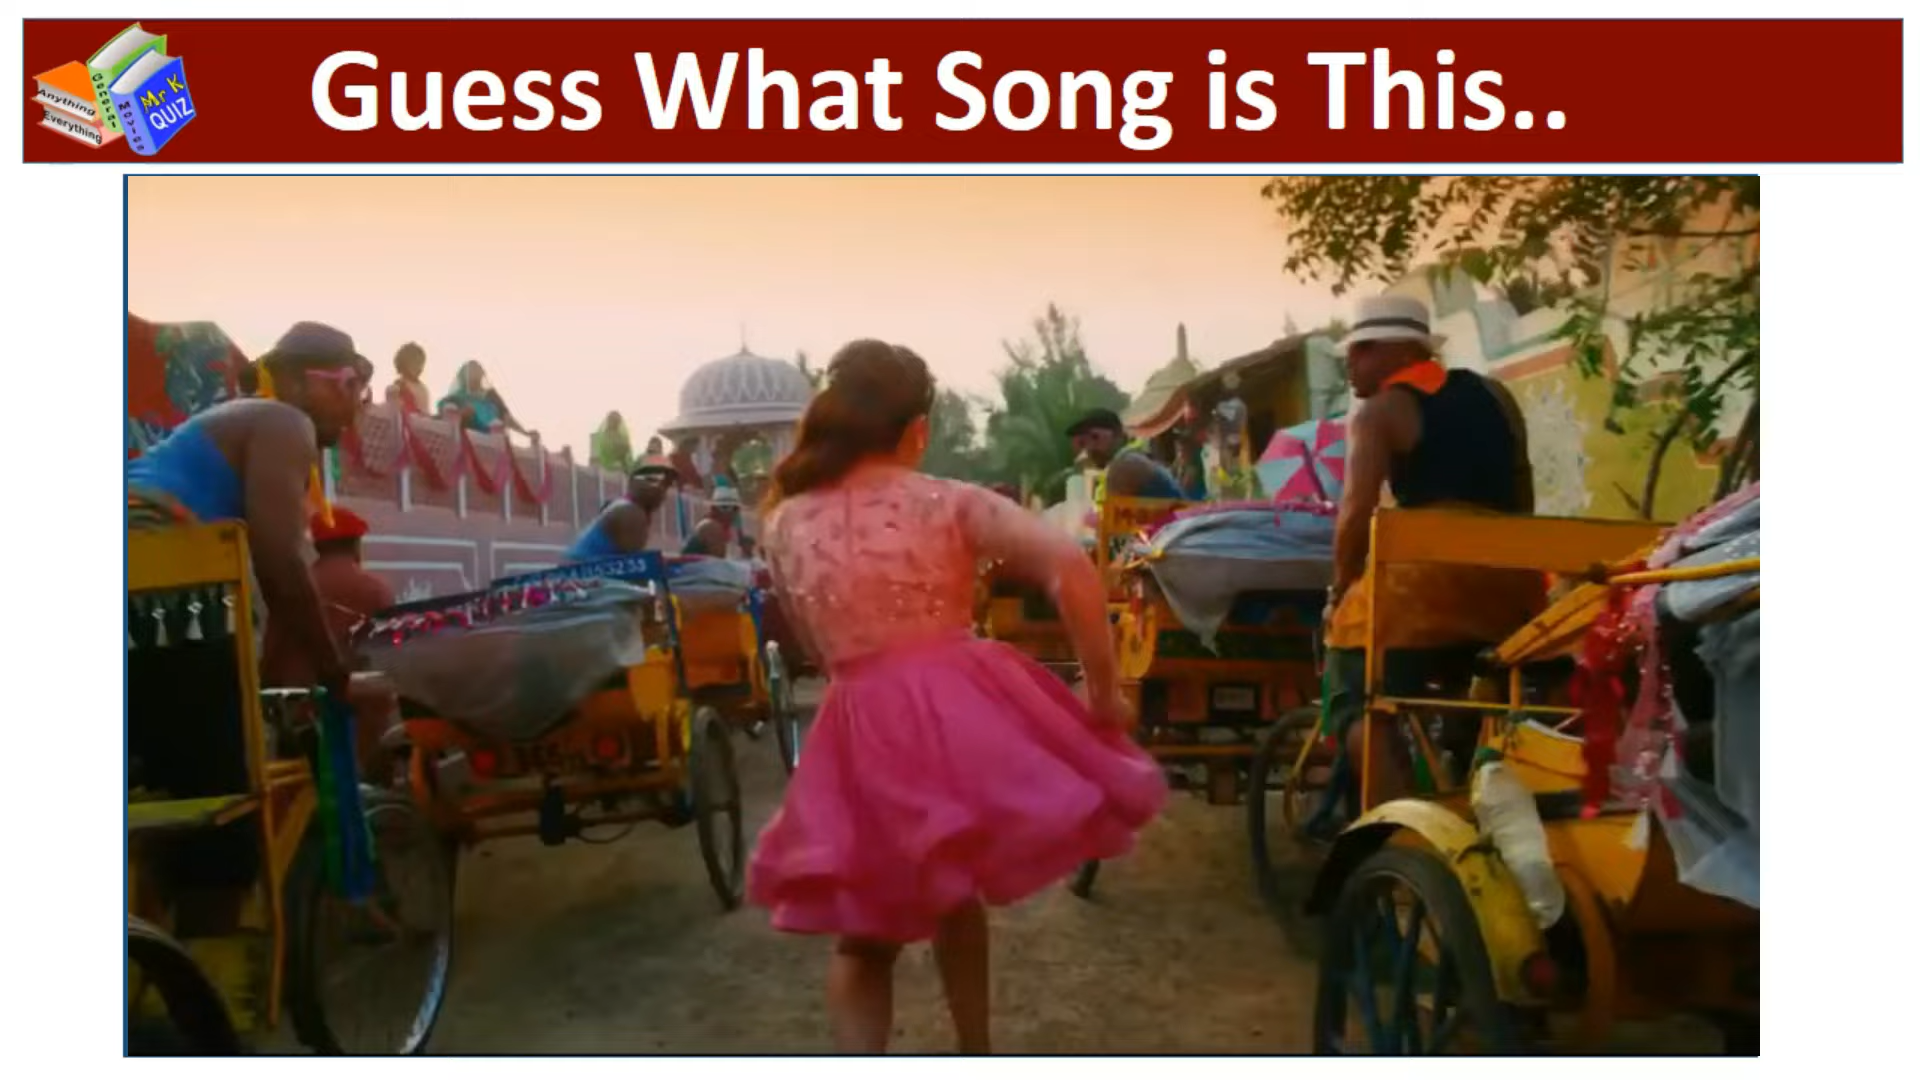 Guess What Song is This..
Anything
Everything
General
Movies
Mr K
QUIZ